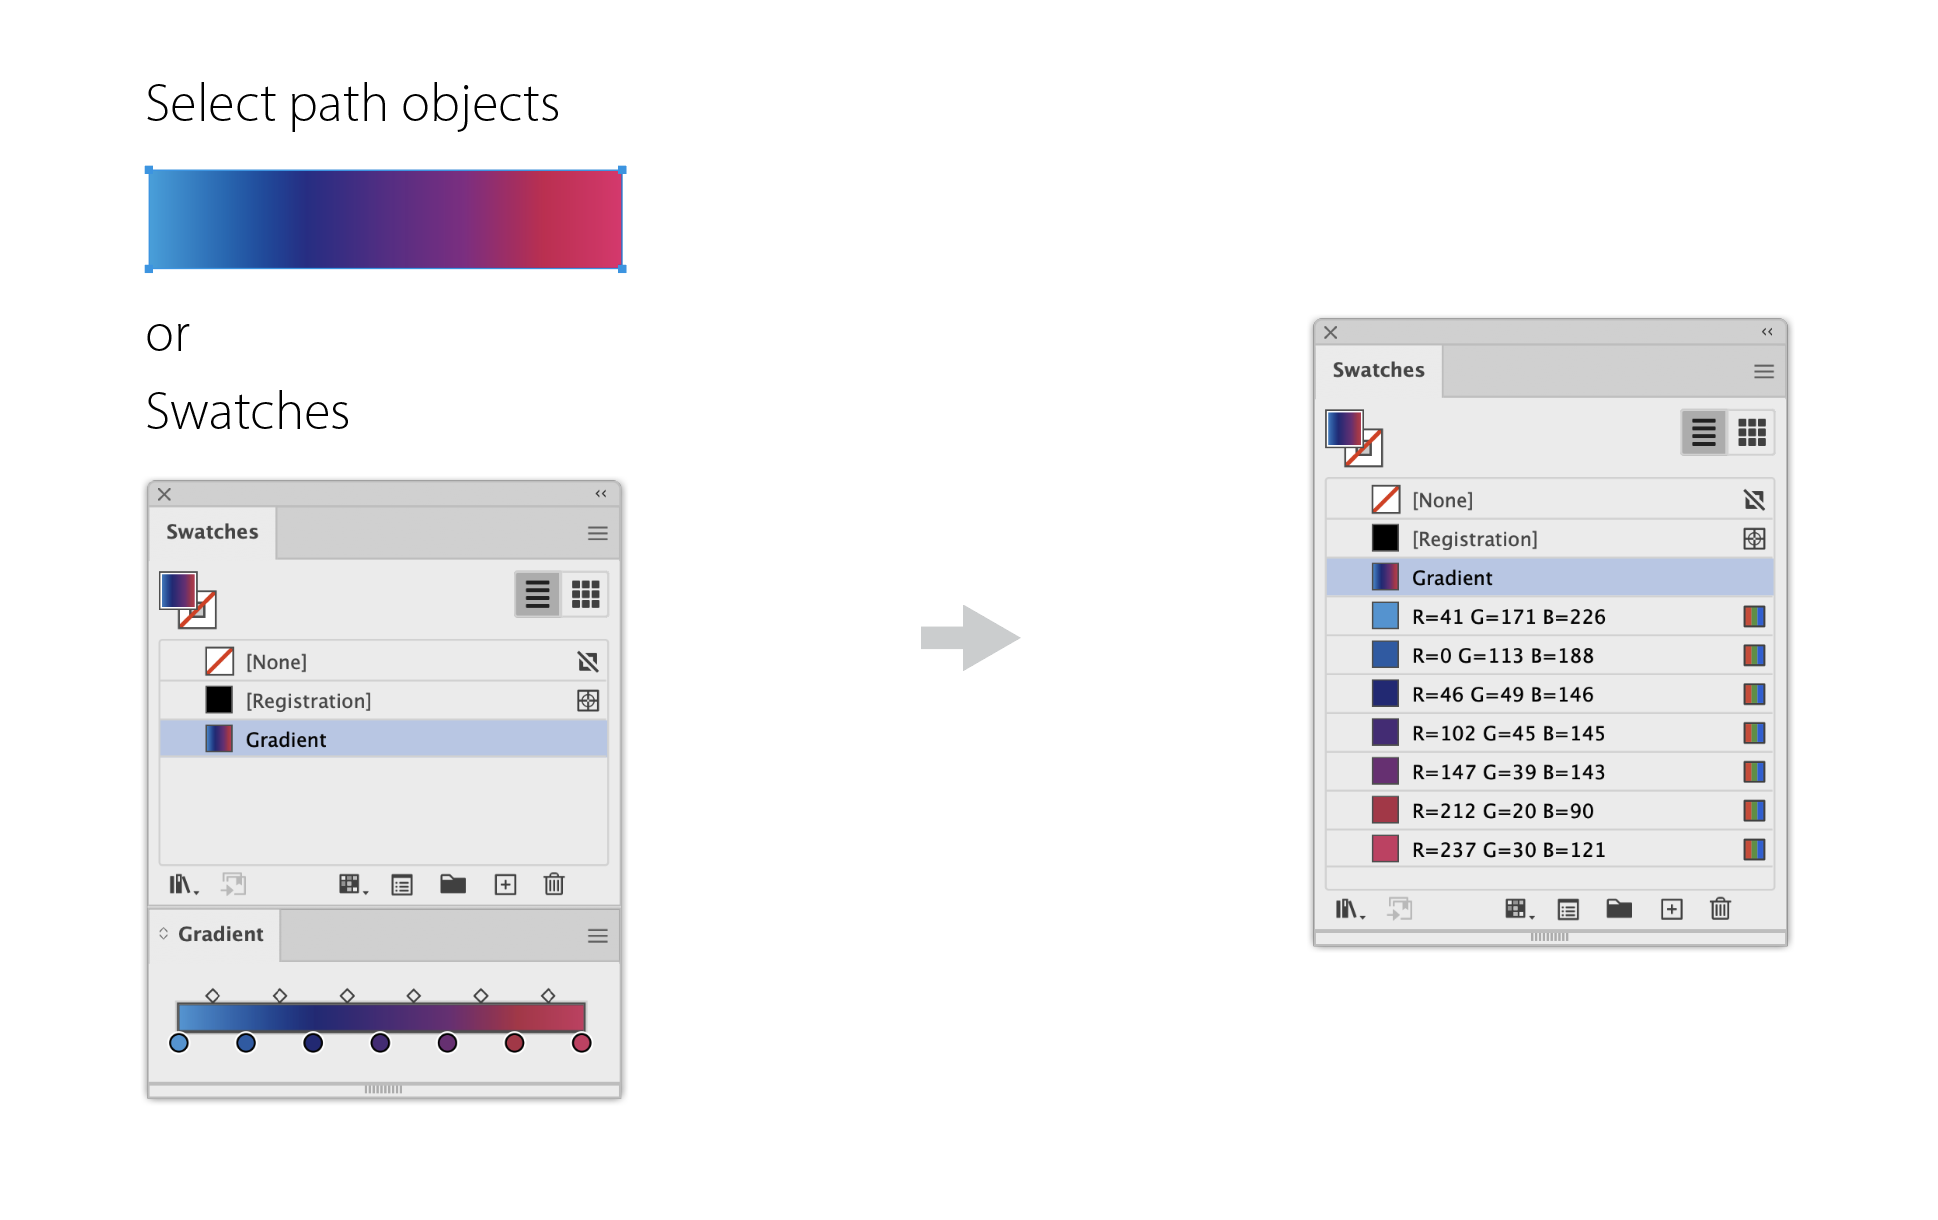 Select path objects
or
Swatches
Swatches
[None]
[Registration]
Gradient
Gradient
Swatches
[None]
[Registration]
Gradient
R=41 G=171 B=226
R=0 G=113 B=188
R=46 G=49 B=146
R=102 G=45 B=145
R=147 G=39 B=143
R=212 G=20 B=90
R=237 G=30 B=121